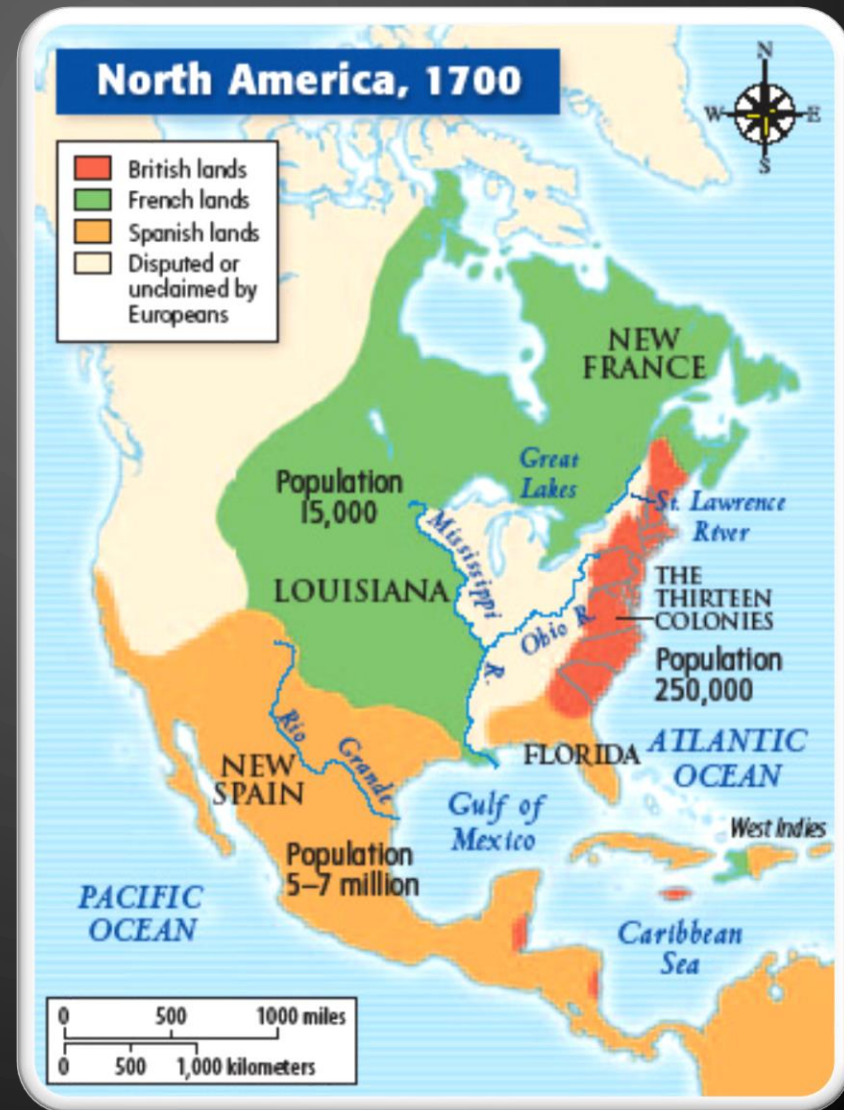 North America, 1700
N
W
E
S
British lands
French lands
Spanish lands
Disputed or
unclaimed by
Europeans
NEW
FRANCE
Great
Lakes
Population
15,000
St. Lawrence
River
Mississippi
R.
LOUISIANA
THE
THIRTEEN
COLONIES
Ohio R.
Population
250,000
Rio Grande
FLORIDA
ATLANTIC
OCEAN
NEW
SPAIN
Gulf of
Mexico
West Indies
Population
5–7 million
PACIFIC
OCEAN
Caribbean
Sea
0 500 1000 miles
0 500 1,000 kilometers